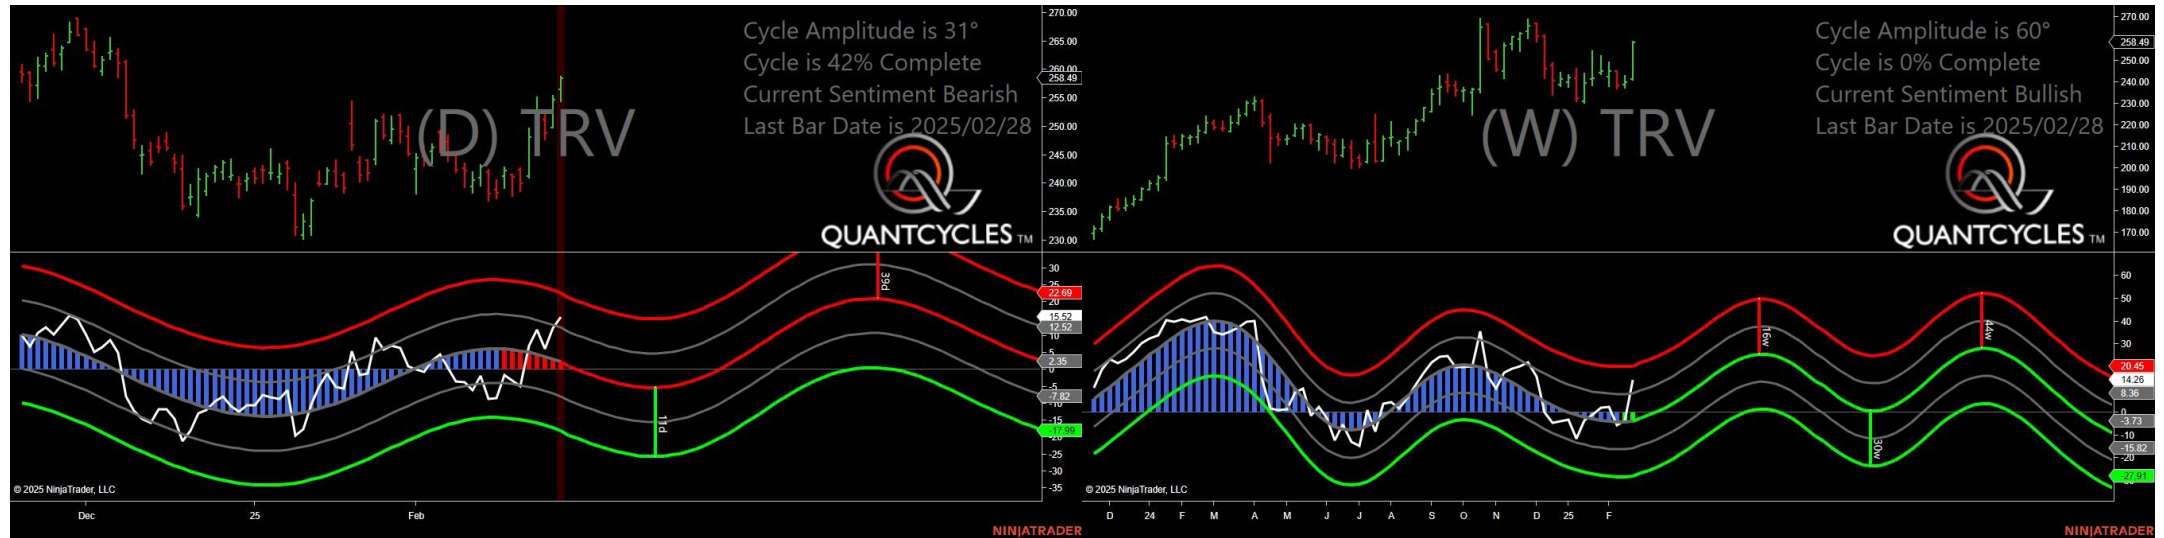 Cycle Amplitude is 31°
Cycle is 42% Complete
Current Sentiment Bearish
Last Bar Date is 2025/02/28
(D) TRV
QUANTCYCLES TM
270.00
265.00
260.00
258.49
255.00
250.00
245.00
240.00
235.00
230.00
39d
11d
30
22.69
20
15.52
12.52
10
5
2.35
0
-5
-7.82
-10
-17.99
-25
-30
-35
© 2025 NinjaTrader, LLC
Dec
25
Feb
NINJATRADER
Cycle Amplitude is 60°
Cycle is 0% Complete
Current Sentiment Bullish
Last Bar Date is 2025/02/28
(W) TRV
QUANTCYCLES TM
270.00
258.49
250.00
240.00
230.00
220.00
210.00
200.00
190.00
180.00
170.00
16w
44w
30w
60
50
40
30
20.45
14.26
8.36
0
-3.73
-10
-15.82
-20
-27.91
© 2025 NinjaTrader, LLC
D
24
F
M
A
M
J
J
A
S
O
N
D
25
F
NINJATRADER